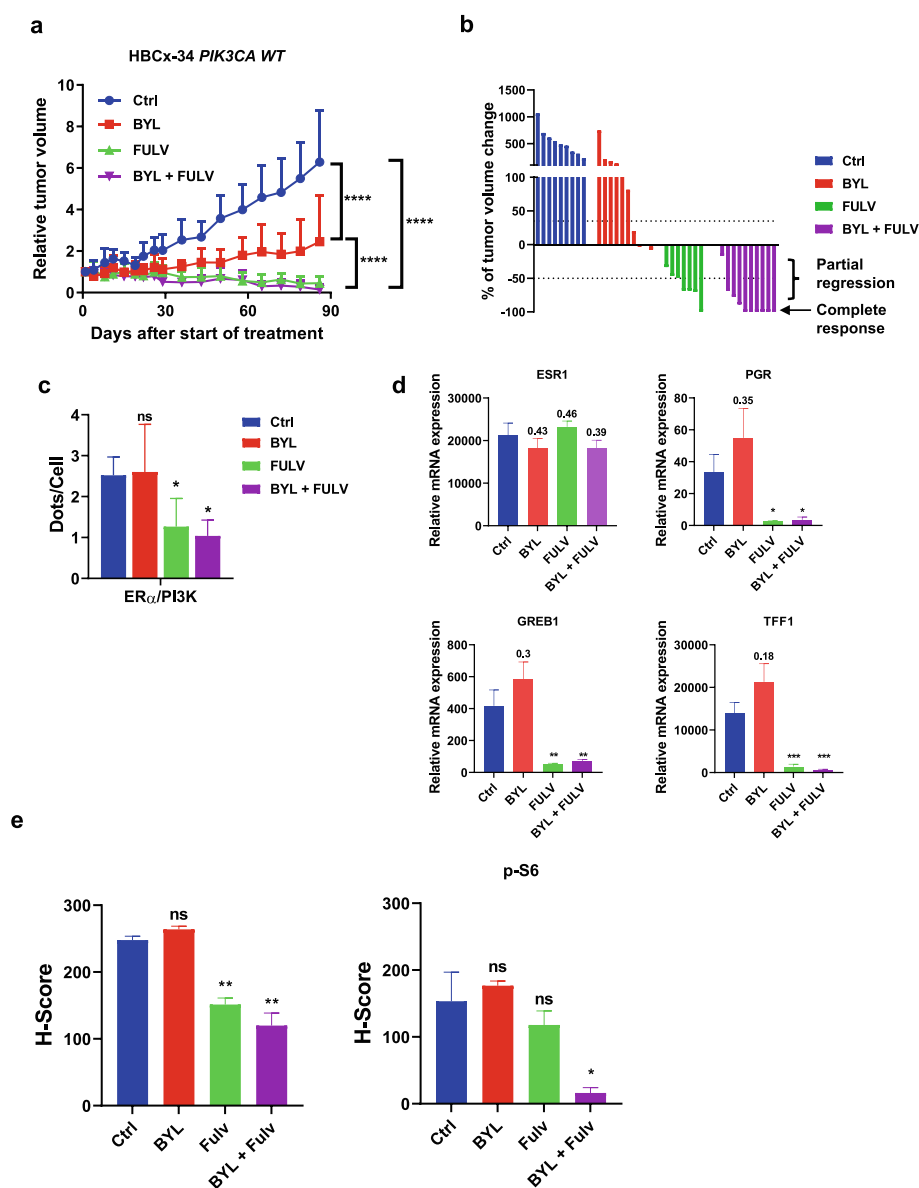 a
HBCx-34 PIK3CA WT
Relative tumor volume
10
8
6
4
2
0
0
30
60
90
Days after start of treatment
Ctrl
BYL
FULV
BYL + FULV
****
****
****
b
% of tumor volume change
1500
1000
500
100
50
0
-50
-100
Ctrl
BYL
FULV
BYL + FULV
Partial
regression
Complete
response
c
Dots/Cell
4
3
2
1
0
ns
*
*
ERα/PI3K
Ctrl
BYL
FULV
BYL + FULV
d
ESR1
Relative mRNA expression
30000
20000
10000
0
0.43
0.46
0.39
Ctrl
BYL
FULV
BYL + FULV
PGR
Relative mRNA expression
80
60
40
20
0
0.35
*
*
Ctrl
BYL
FULV
BYL + FULV
GREB1
Relative mRNA expression
800
600
400
200
0
0.3
**
**
Ctrl
BYL
FULV
BYL + FULV
TFF1
Relative mRNA expression
30000
20000
10000
0
0.18
***
***
Ctrl
BYL
FULV
BYL + FULV
e
H-Score
300
200
100
0
ns
**
**
Ctrl
BYL
Fulv
BYL + Fulv
p-S6
H-Score
300
200
100
0
ns
ns
*
Ctrl
BYL
Fulv
BYL + Fulv